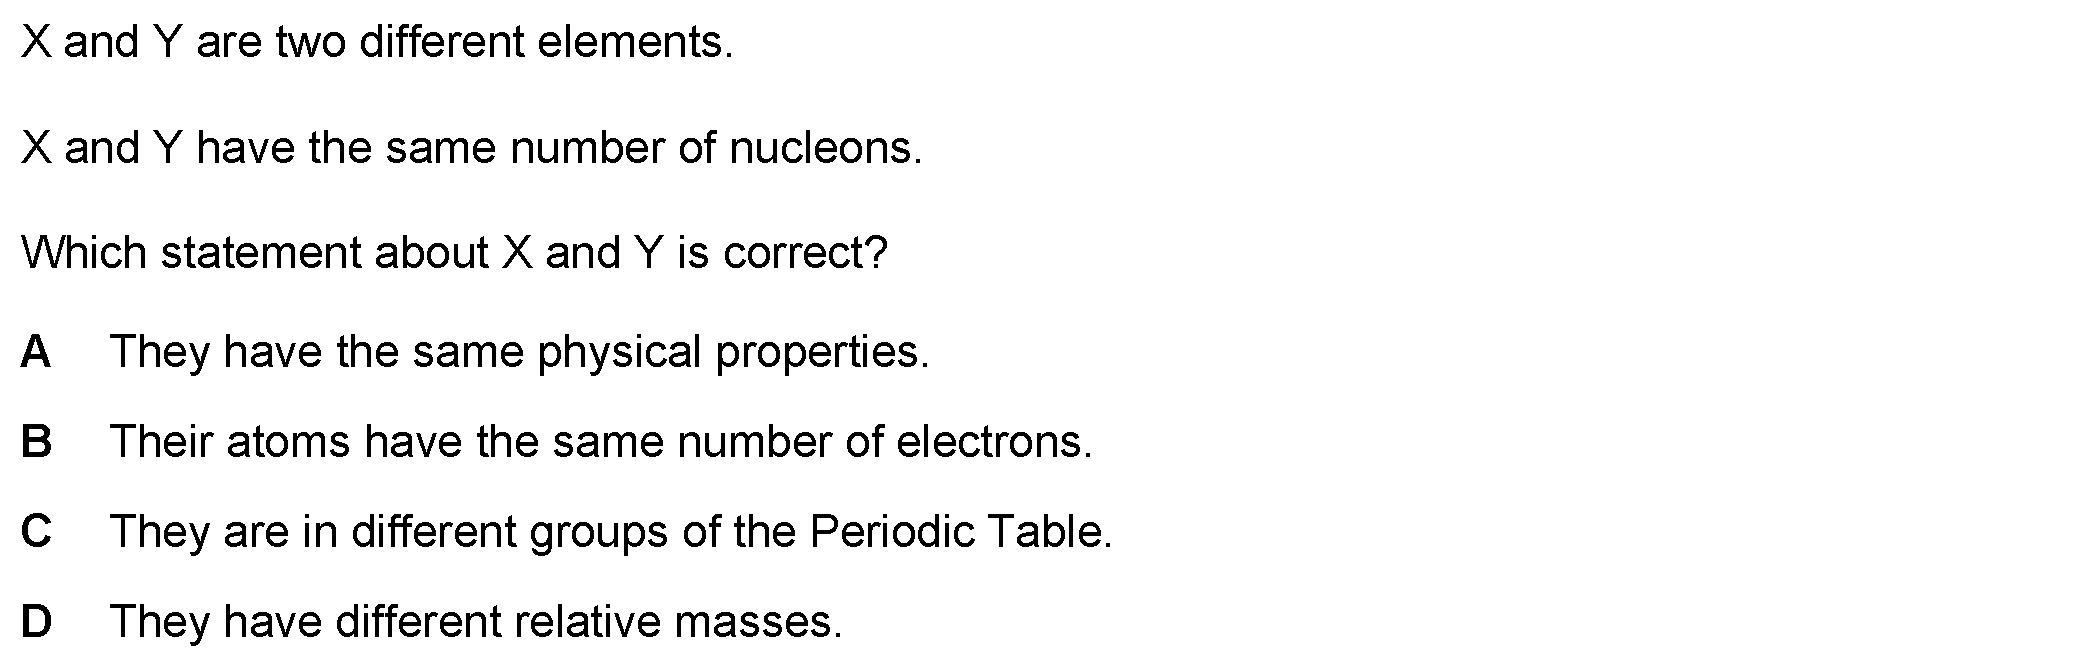 X and Y are two different elements.
X and Y have the same number of nucleons.
Which statement about X and Y is correct?
A They have the same physical properties.
B Their atoms have the same number of electrons.
C They are in different groups of the Periodic Table.
D They have different relative masses.